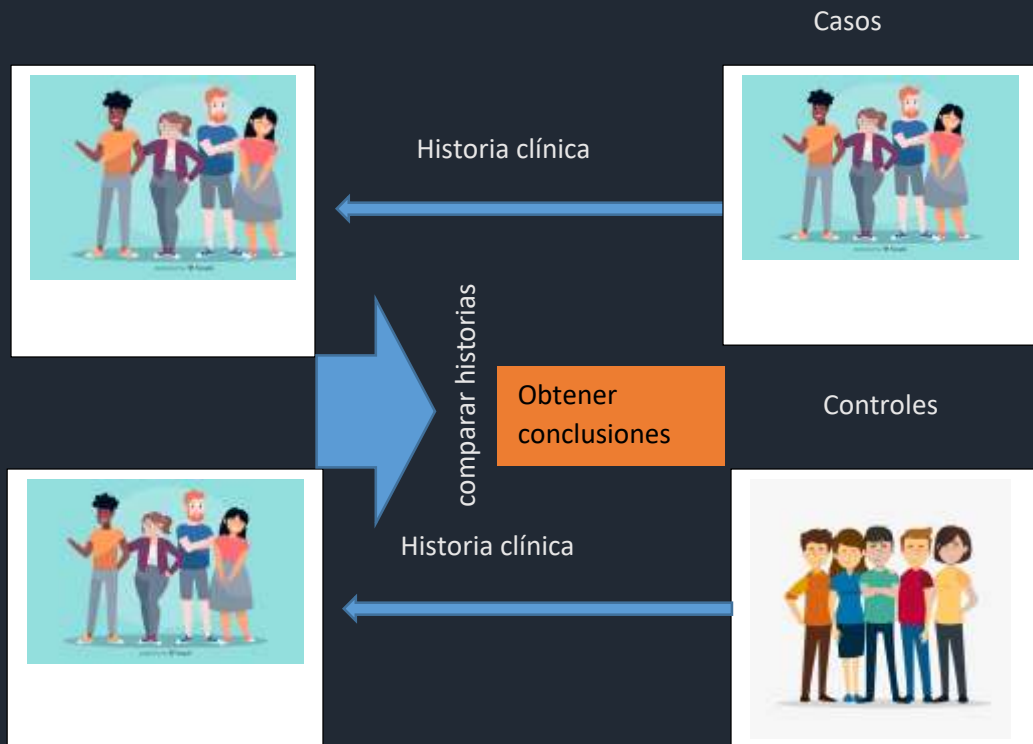 Casos
Historia clínica
comparar historias
Obtener
conclusiones
Controles
Historia clínica